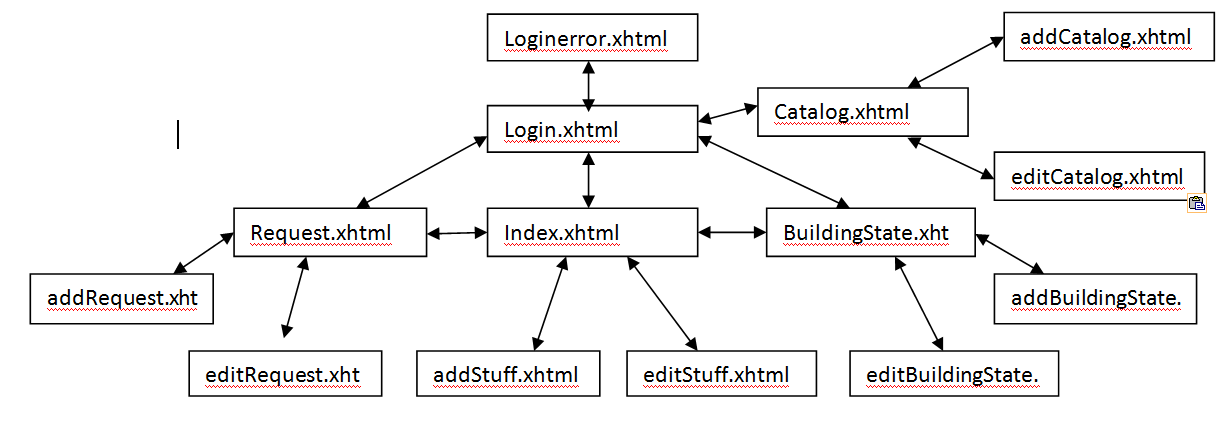 Loginerror.xhtml
addCatalog.xhtml
Catalog.xhtml
Login.xhtml
editCatalog.xhtml
Request.xhtml
Index.xhtml
BuildingState.xht
addRequest.xht
addBuildingState.
editRequest.xht
addStuff.xhtml
editStuff.xhtml
editBuildingState.